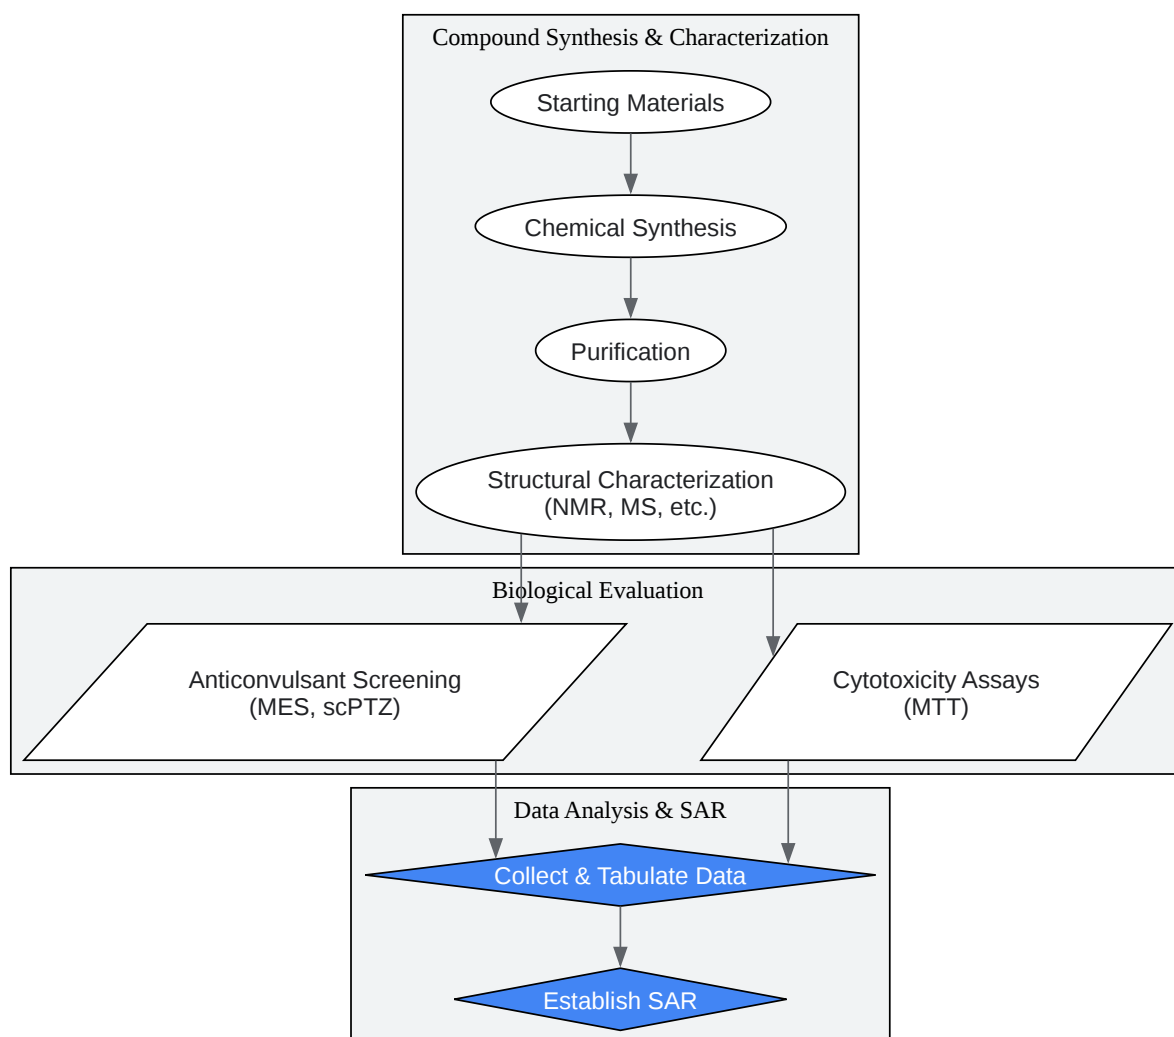 Compound Synthesis & Characterization
Starting Materials
Chemical Synthesis
Purification
Structural Characterization
(NMR, MS, etc.)
Biological Evaluation
Anticonvulsant Screening
(MES, scPTZ)
Cytotoxicity Assays
(MTT)
Data Analysis & SAR
Collect & Tabulate Data
Establish SAR